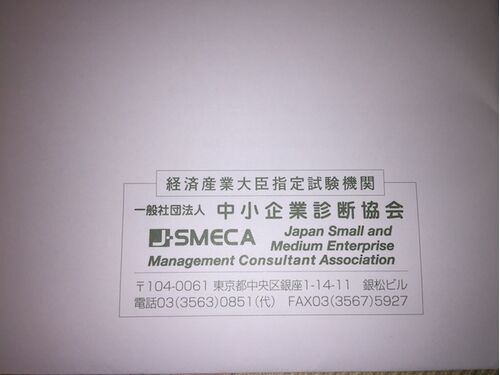 経済産業大臣指定試験機関
一般社団法人 中小企業診断協会
J-SMECA Japan Small and
Medium Enterprise
Management Consultant Association
〒104-0061 東京都中央区銀座1-14-11 銀松ビル
電話03(3563)0851(代) FAX03(3567)5927